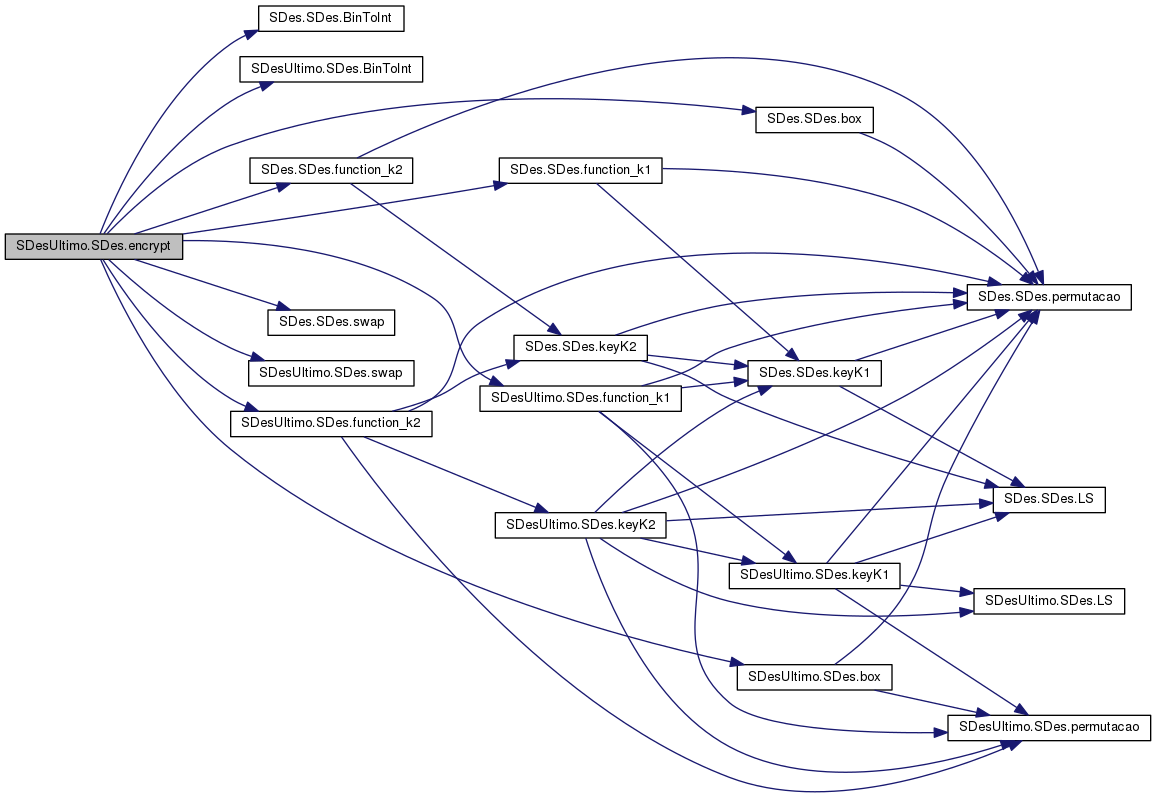 SDes.SDes.BinToInt
SDesUltimo.SDes.BinToInt
SDes.SDes.box
SDes.SDes.function_k2
SDes.SDes.function_k1
SDesUltimo.SDes.encrypt
SDes.SDes.permutacao
SDes.SDes.swap
SDes.SDes.keyK2
SDesUltimo.SDes.swap
SDes.SDes.keyK1
SDesUltimo.SDes.function_k1
SDesUltimo.SDes.function_k2
SDes.SDes.LS
SDesUltimo.SDes.keyK2
SDesUltimo.SDes.keyK1
SDesUltimo.SDes.LS
SDesUltimo.SDes.box
SDesUltimo.SDes.permutacao